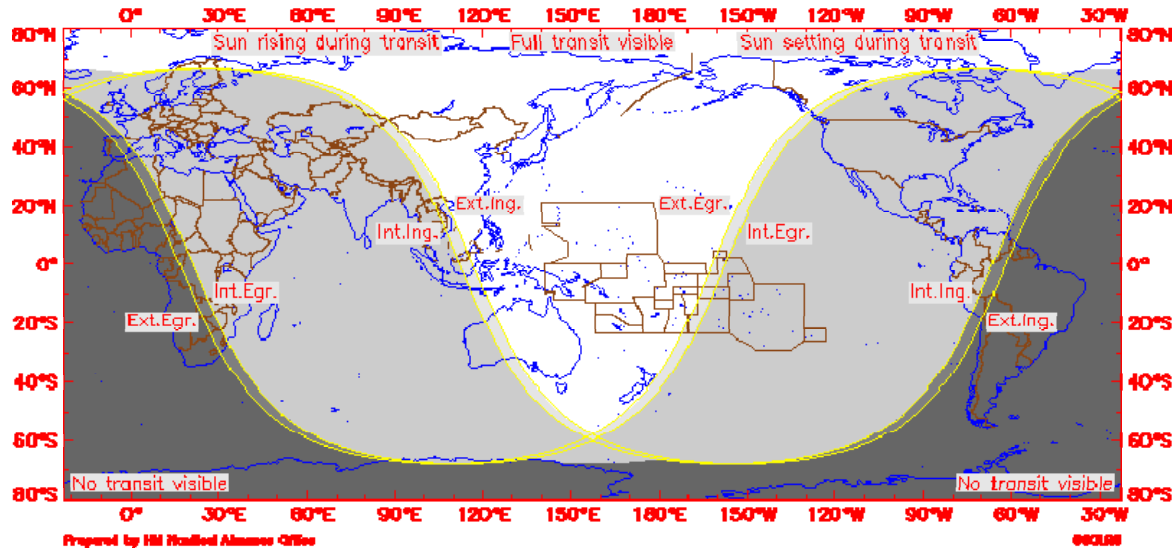 0° 30°E 60°E 90°E 120°E 150°E 180°E 150°W 120°W 90°W 60°W 30°W
80°N 80°N
Sun rising during transit Full transit visible Sun setting during transit
60°N 60°N
40°N 40°N
20°N Ext.Ing. Ext.Egr. 20°N
Int.Ing. Int.Egr.
0° 0°
Int.Egr. Int.Ing.
20°S Ext.Egr. Ext.Ing. 20°S
40°S 40°S
60°S 60°S
No transit visible No transit visible
80°S 80°S
0° 30°E 60°E 90°E 120°E 150°E 180°E 150°W 120°W 90°W 60°W 30°W
Prepared by HM Nautical Almanac Office